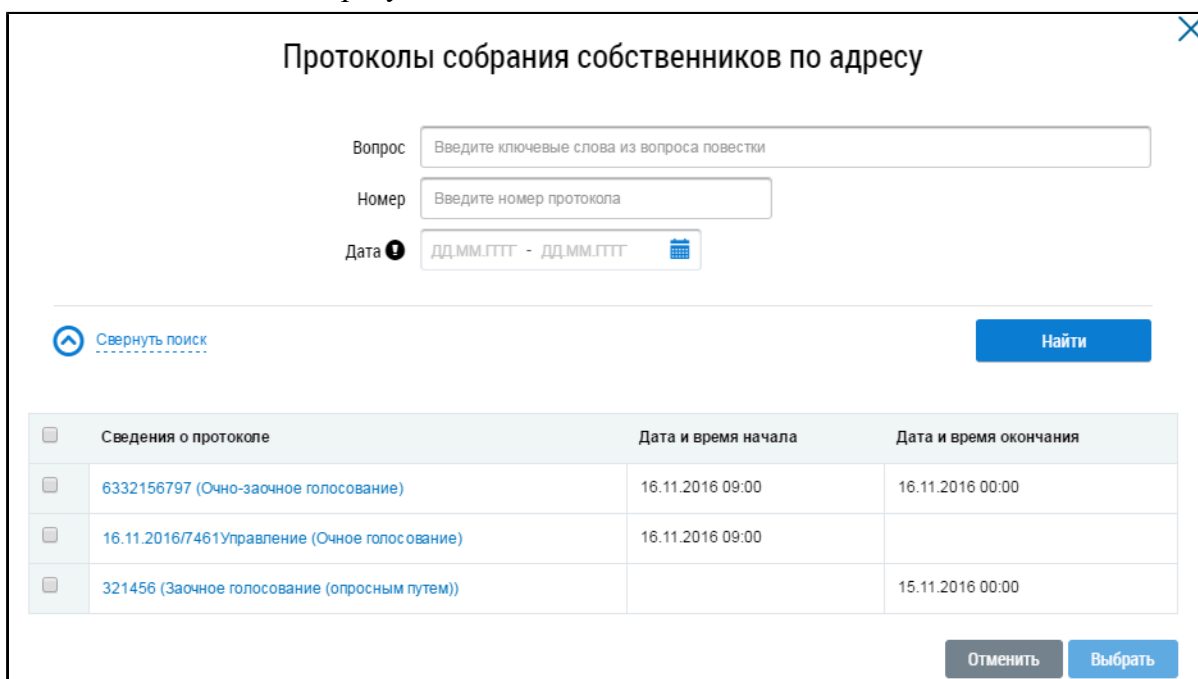 Протоколы собрания собственников по адресу
Вопрос Введите ключевые слова из вопроса повестки
Номер Введите номер протокола
Дата ДД.ММ.ГГГГ - ДД.ММ.ГГГГ
Свернуть поиск Найти
Сведения о протоколе Дата и время начала Дата и время окончания
6332156797 (Очно-заочное голосование) 16.11.2016 09:00 16.11.2016 00:00
16.11.2016/7461Управление (Очное голосование) 16.11.2016 09:00
321456 (Заочное голосование (опросным путем)) 15.11.2016 00:00
Отменить Выбрать